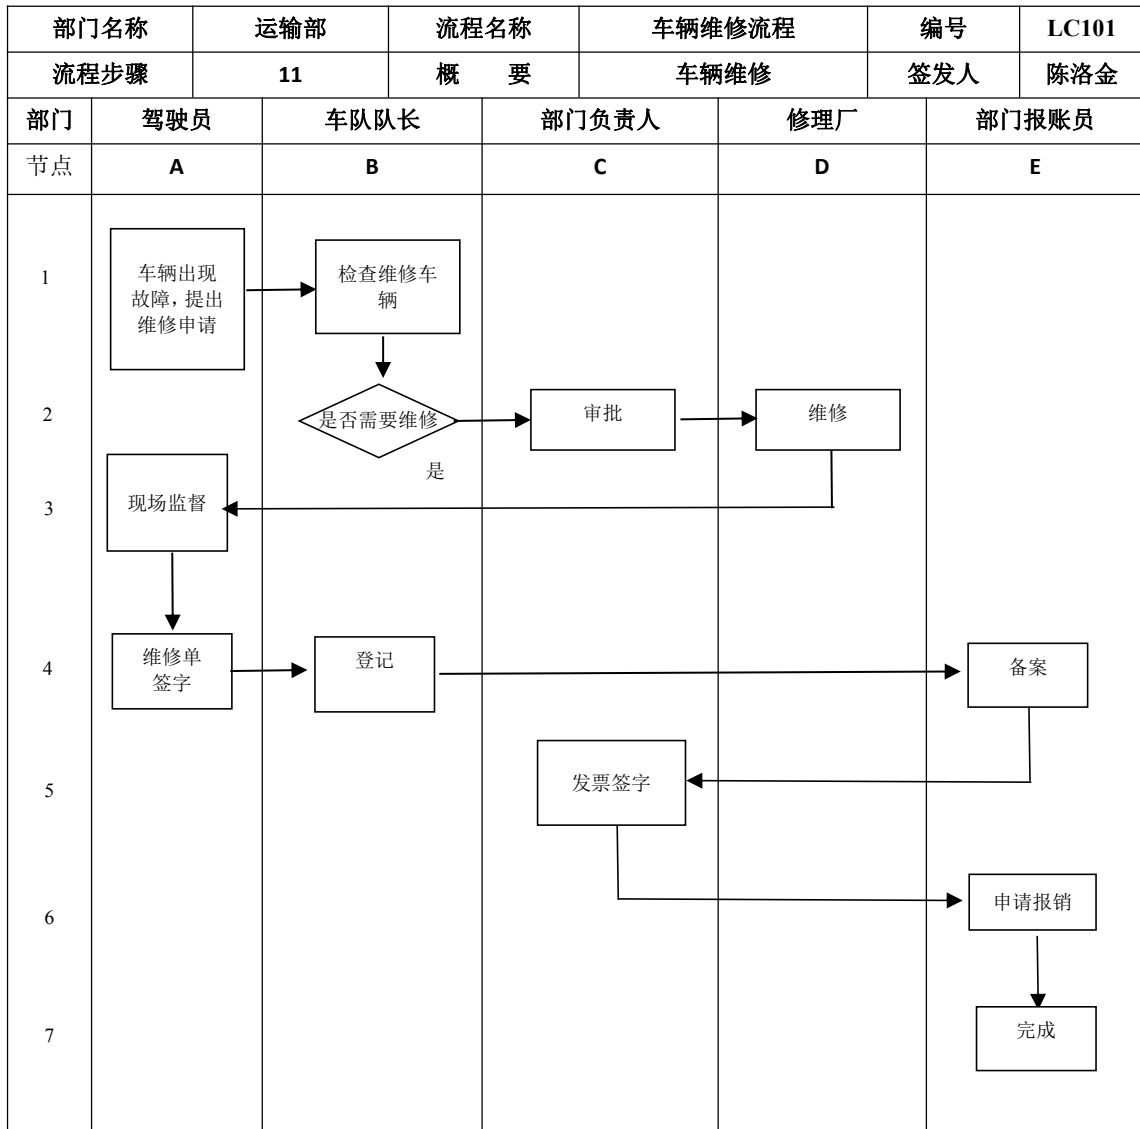 部门名称 运输部 流程名称 车辆维修流程 编号 LC101
流程步骤 11 概 要 车辆维修 签发人 陈洛金
部门 驾驶员 车队队长 部门负责人 修理厂 部门报账员
节点 A B C D E
1
车辆出现
故障，提出
维修申请
检查维修车
辆
2
是否需要维修
是
审批
维修
3
现场监督
4
维修单
签字
登记
备案
5
发票签字
6
申请报销
7
完成